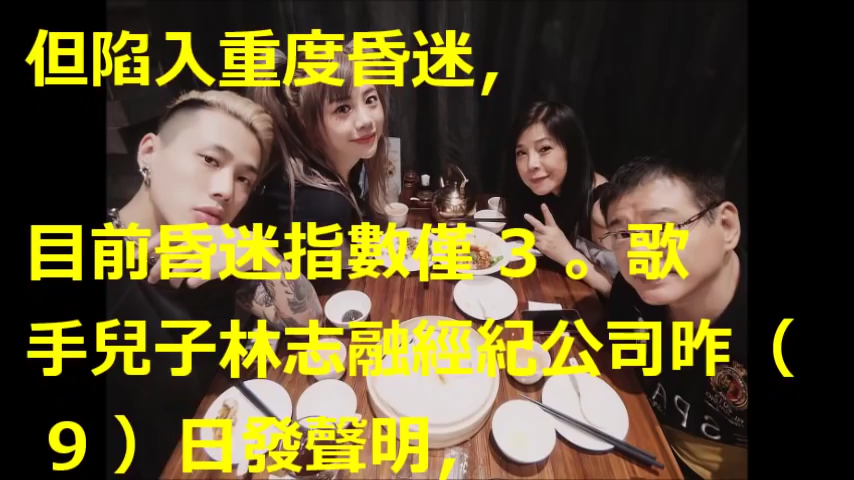 但陷入重度昏迷，
目前昏迷指數僅 3 。歌
手兒子林志融經紀公司昨（
9 ）日發聲明，